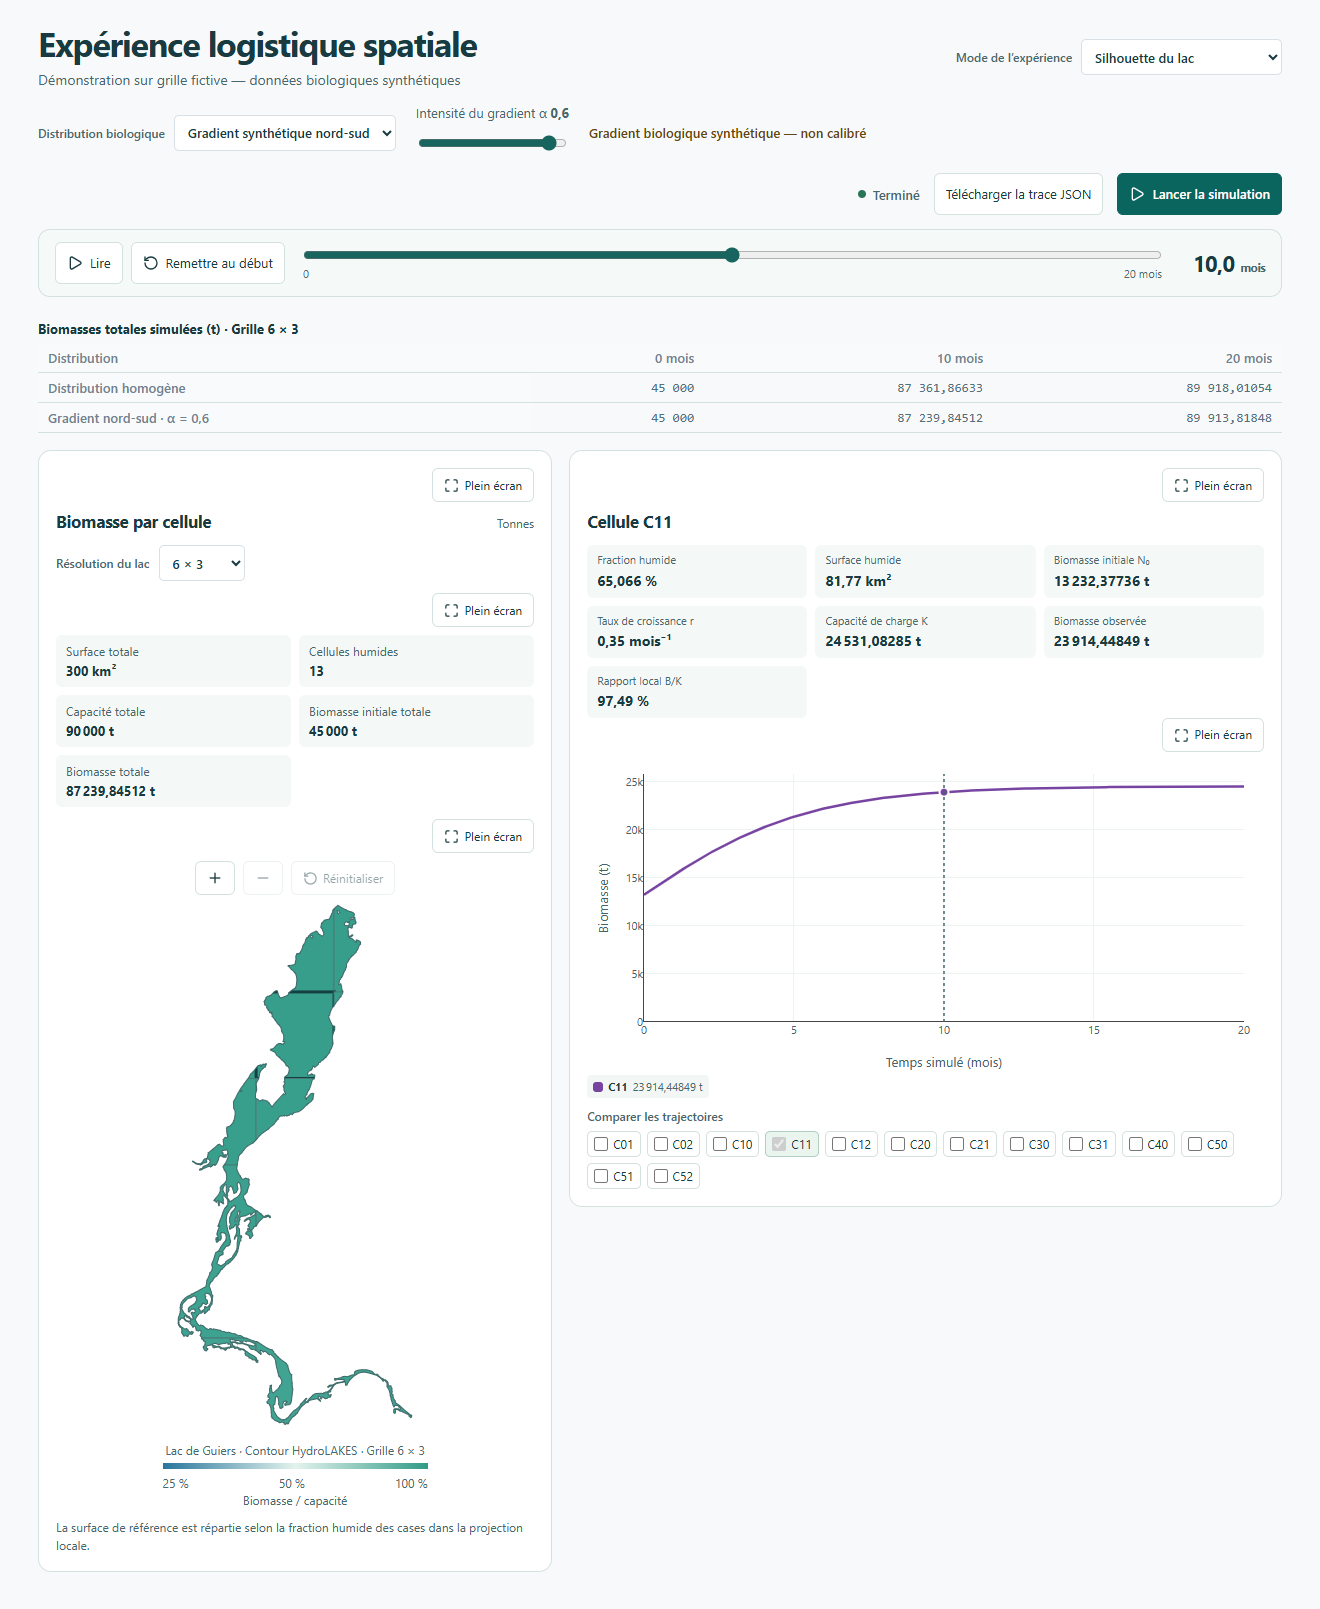 Expérience logistique spatiale
Démonstration sur grille fictive — données biologiques synthétiques
Mode de l'expérience
Silhouette du lac
Distribution biologique
Gradient synthétique nord-sud
Intensité du gradient α 0,6
Gradient biologique synthétique — non calibré
Terminé
Télécharger la trace JSON
Lancer la simulation
Lire
Remettre au début
0
20 mois
10,0 mois
Biomasses totales simulées (t) · Grille 6 × 3
Distribution 0 mois 10 mois 20 mois
Distribution homogène 45 000 87 361,86633 89 918,01054
Gradient nord-sud · α = 0,6 45 000 87 239,84512 89 913,81848
Plein écran
Biomasse par cellule
Tonnes
Résolution du lac
6 × 3
Plein écran
Surface totale
300 km²
Cellules humides
13
Capacité totale
90 000 t
Biomasse initiale totale
45 000 t
Biomasse totale
87 239,84512 t
Plein écran
+
−
Réinitialiser
Lac de Guiers · Contour HydroLAKES · Grille 6 × 3
25 % 50 % 100 %
Biomasse / capacité
La surface de référence est répartie selon la fraction humide des cases dans la projection
locale.
Plein écran
Cellule C11
Fraction humide
65,066 %
Surface humide
81,77 km²
Biomasse initiale N₀
13 232,37736 t
Taux de croissance r
0,35 mois⁻¹
Capacité de charge K
24 531,08285 t
Biomasse observée
23 914,44849 t
Rapport local B/K
97,49 %
Plein écran
25k
20k
15k
10k
5k
0
Biomasse (t)
0 5 10 15 20
Temps simulé (mois)
C11 23 914,44849 t
Comparer les trajectoires
C01 C02 C10 C11 C12 C20 C21 C30 C31 C40 C50
C51 C52